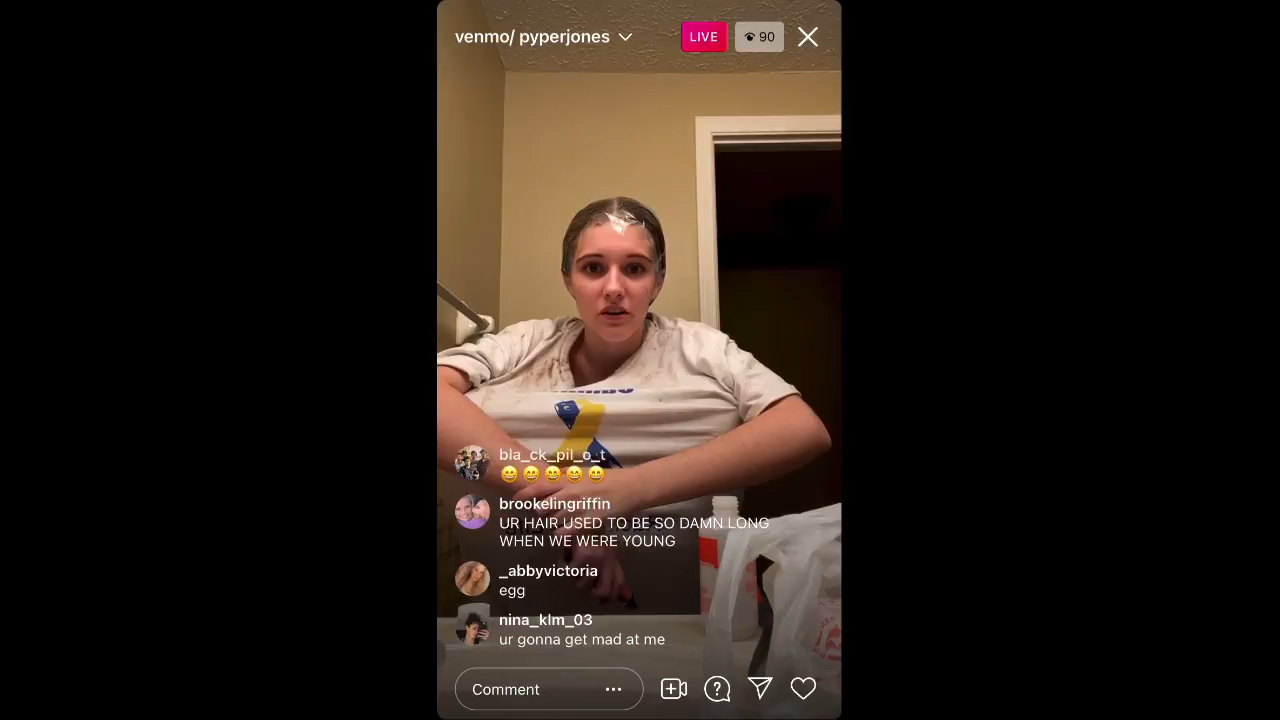 venmo/ pyperjones
LIVE
90
bla_ck_pil_o_t
😁😁😁😁😁
brookelingriffin
UR HAIR USED TO BE SO DAMN LONG
WHEN WE WERE YOUNG
_abbyvictoria
egg
nina_klm_03
ur gonna get mad at me
Comment